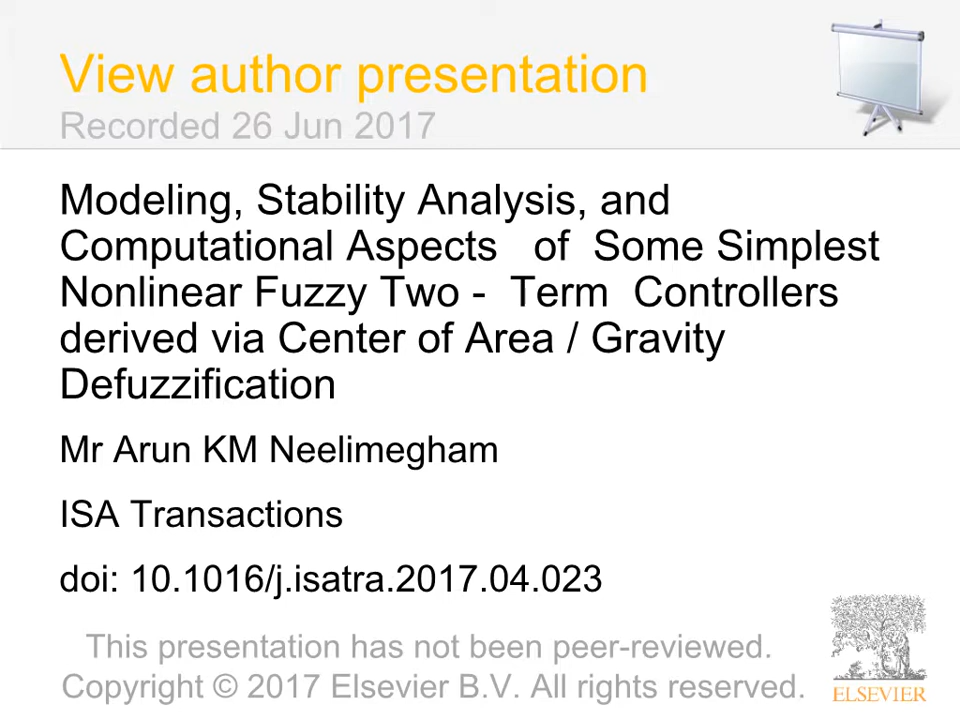 View author presentation
Recorded 26 Jun 2017
Modeling, Stability Analysis, and
Computational Aspects of Some Simplest
Nonlinear Fuzzy Two - Term Controllers
derived via Center of Area / Gravity
Defuzzification
Mr Arun KM Neelimegham
ISA Transactions
doi: 10.1016/j.isatra.2017.04.023
This presentation has not been peer-reviewed.
Copyright © 2017 Elsevier B.V. All rights reserved.
ELSEVIER